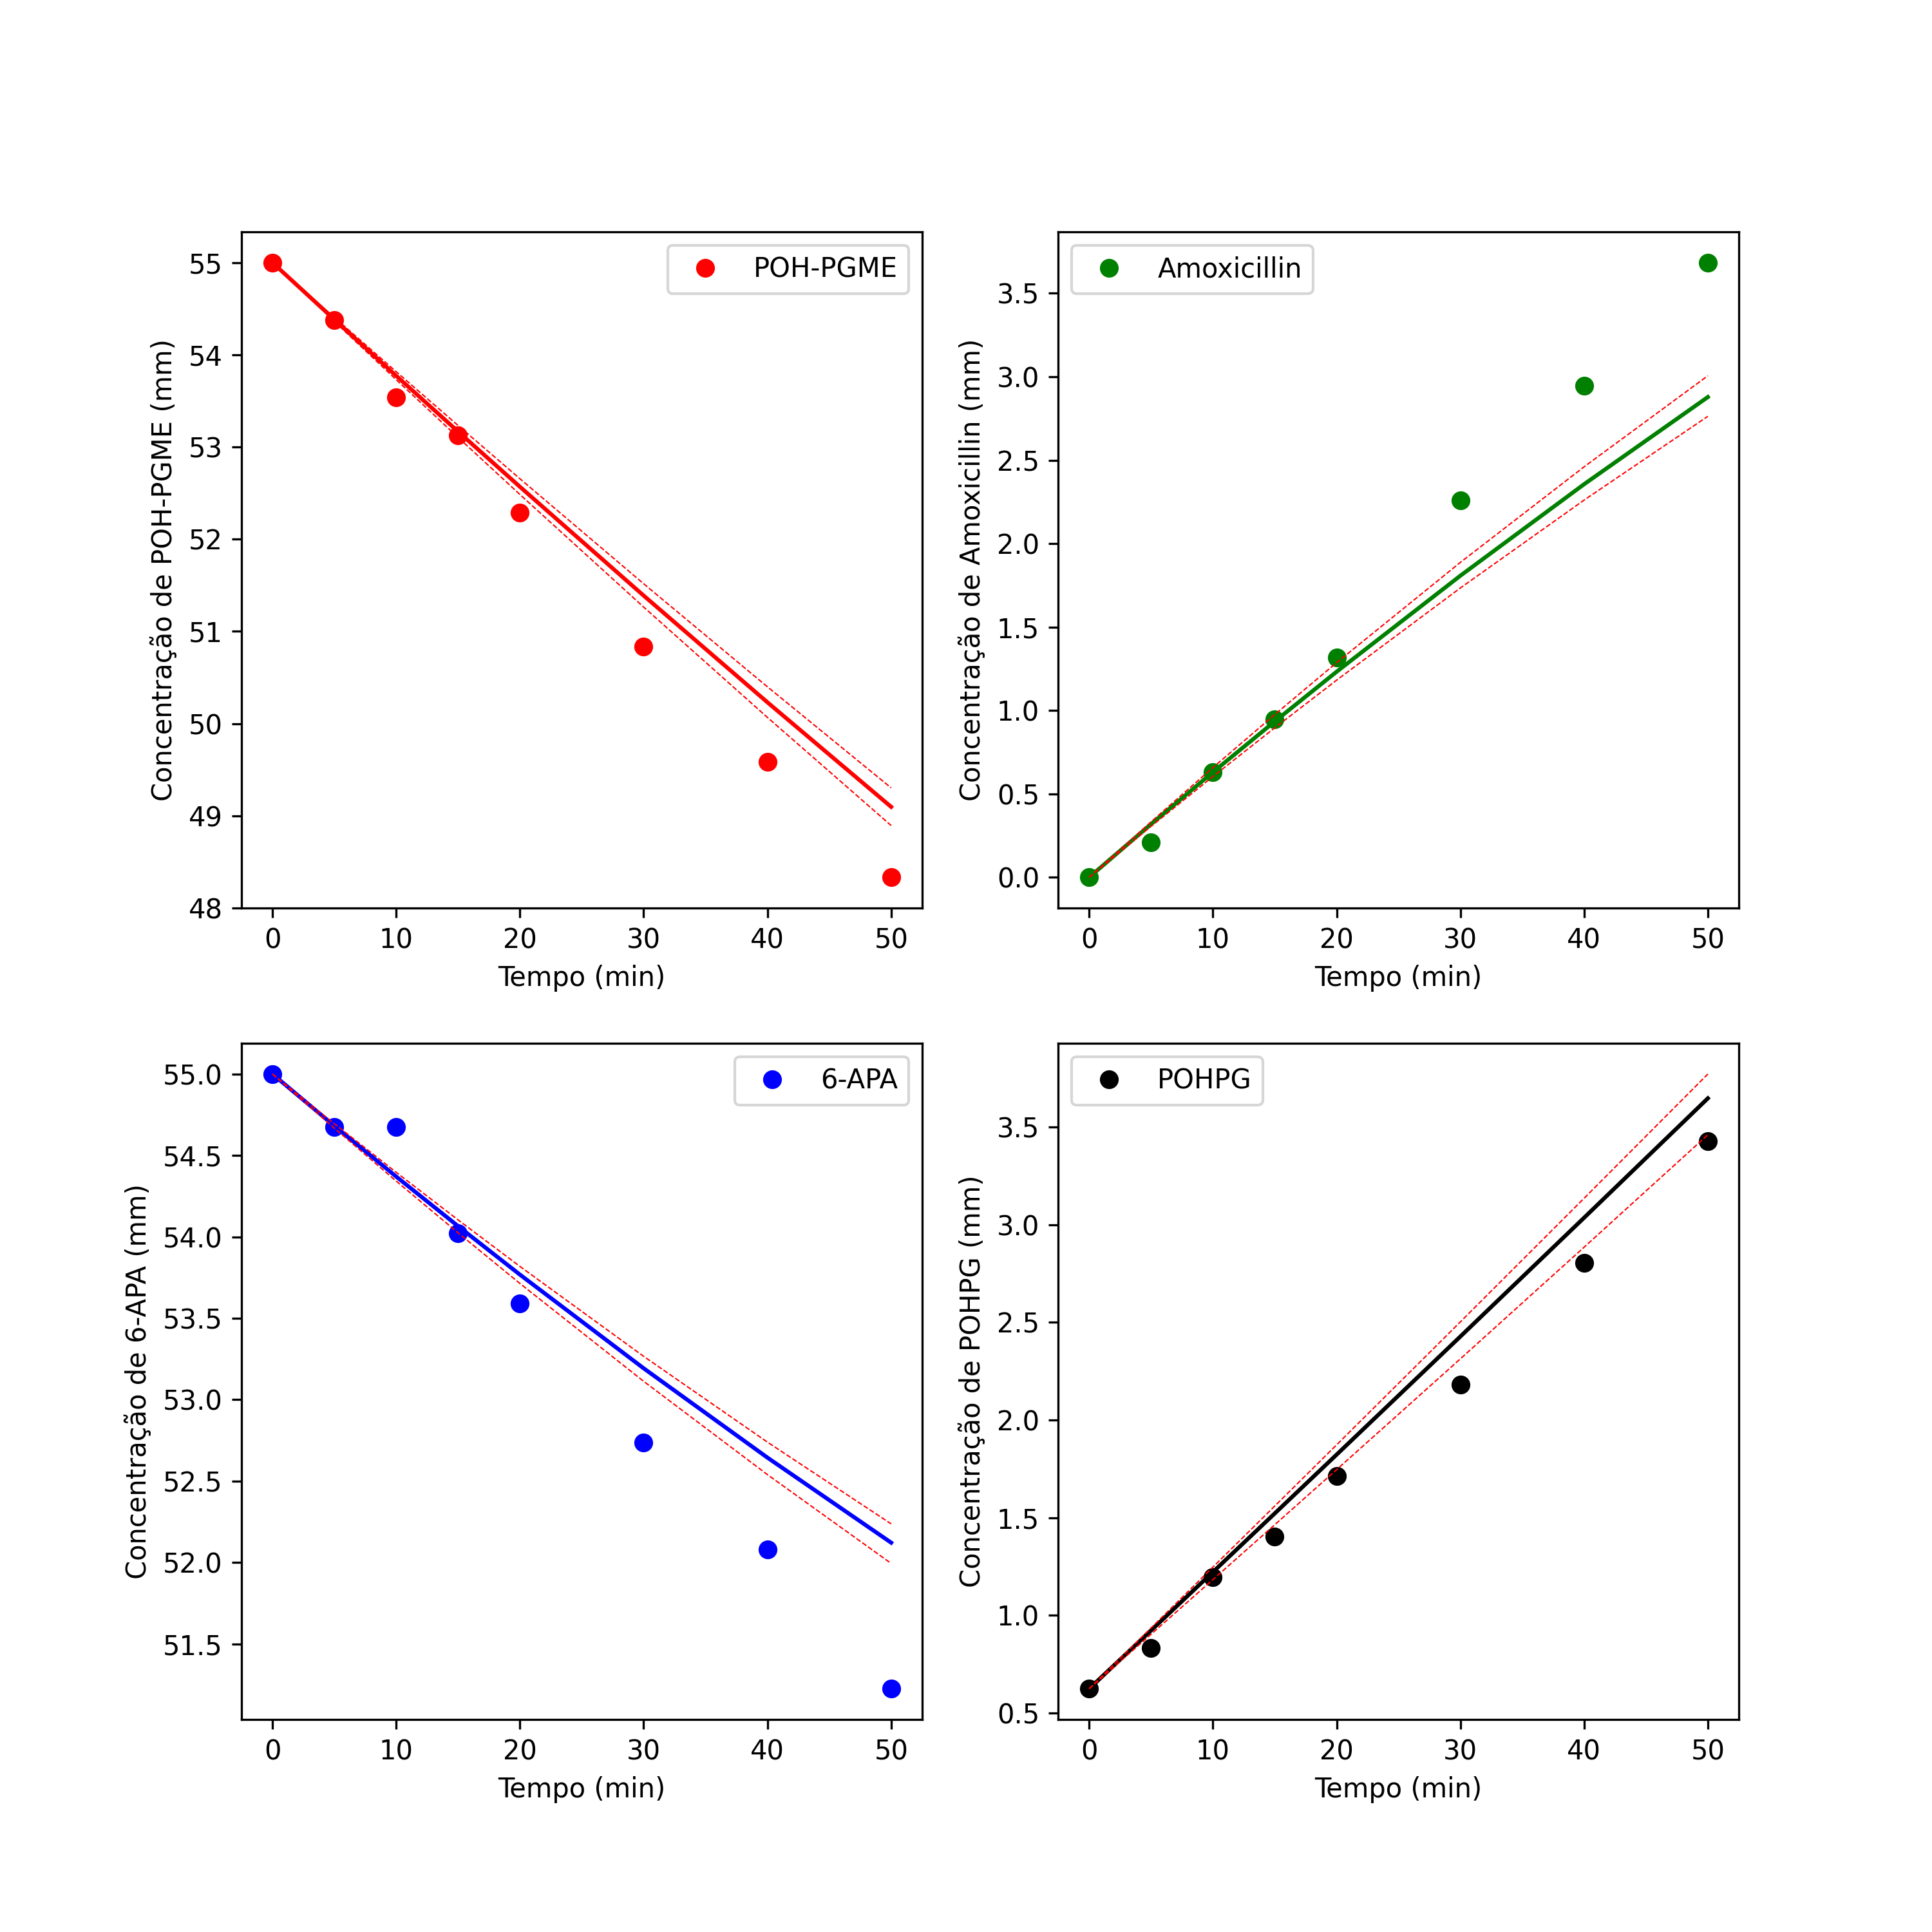 POH-PGME
Concentração de POH-PGME (mm)
55
54
53
52
51
50
49
48
0 10 20 30 40 50
Tempo (min)
Amoxicillin
Concentração de Amoxicillin (mm)
3.5
3.0
2.5
2.0
1.5
1.0
0.5
0.0
0 10 20 30 40 50
Tempo (min)
6-APA
Concentração de 6-APA (mm)
55.0
54.5
54.0
53.5
53.0
52.5
52.0
51.5
0 10 20 30 40 50
Tempo (min)
POHPG
Concentração de POHPG (mm)
3.5
3.0
2.5
2.0
1.5
1.0
0.5
0 10 20 30 40 50
Tempo (min)